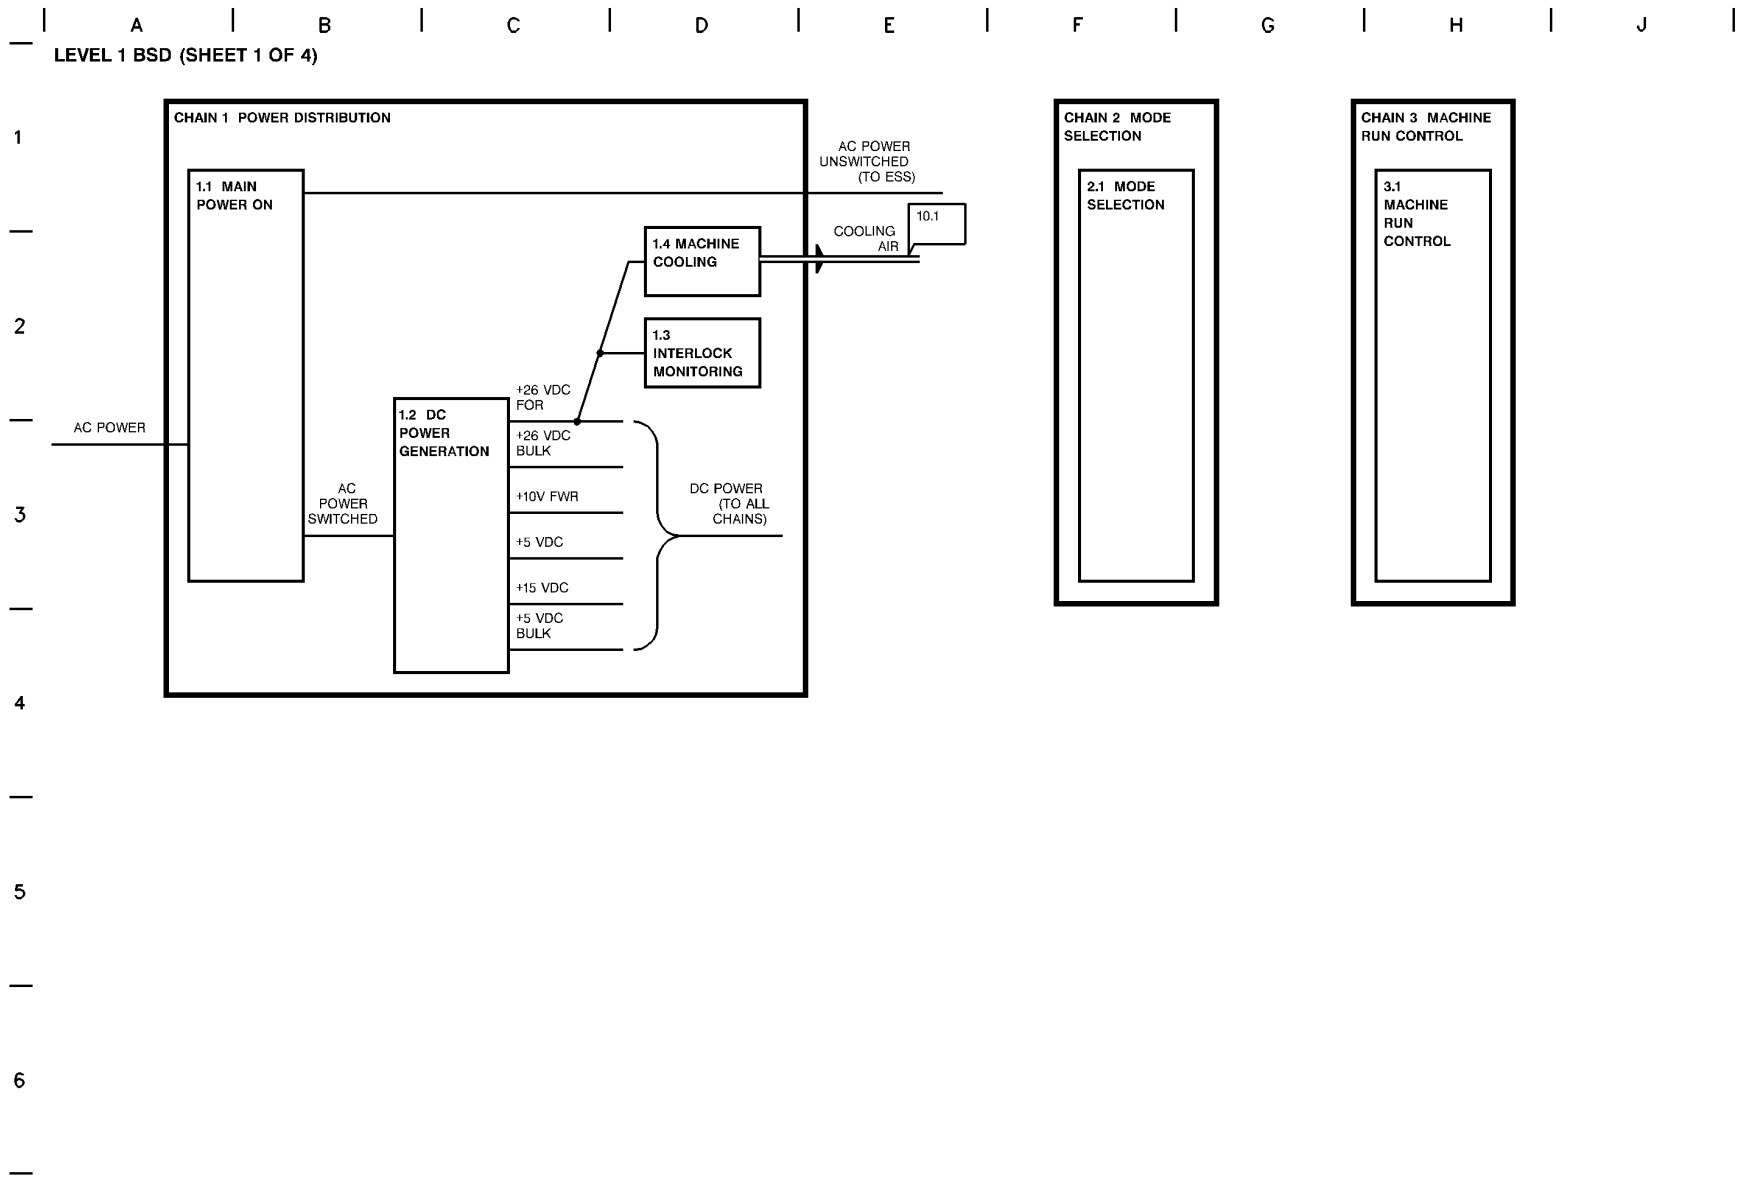 A B C D E F G H J
LEVEL 1 BSD (SHEET 1 OF 4)
1
2
3
4
5
6
CHAIN 1 POWER DISTRIBUTION
1.1 MAIN
POWER ON
AC POWER
UNSWITCHED
(TO ESS)
10.1
COOLING
AIR
1.4 MACHINE
COOLING
1.3
INTERLOCK
MONITORING
AC POWER
AC
POWER
SWITCHED
1.2 DC
POWER
GENERATION
+26 VDC
FOR
+26 VDC
BULK
+10V FWR
+5 VDC
+15 VDC
+5 VDC
BULK
DC POWER
(TO ALL
CHAINS)
CHAIN 2 MODE
SELECTION
2.1 MODE
SELECTION
CHAIN 3 MACHINE
RUN CONTROL
3.1
MACHINE
RUN
CONTROL